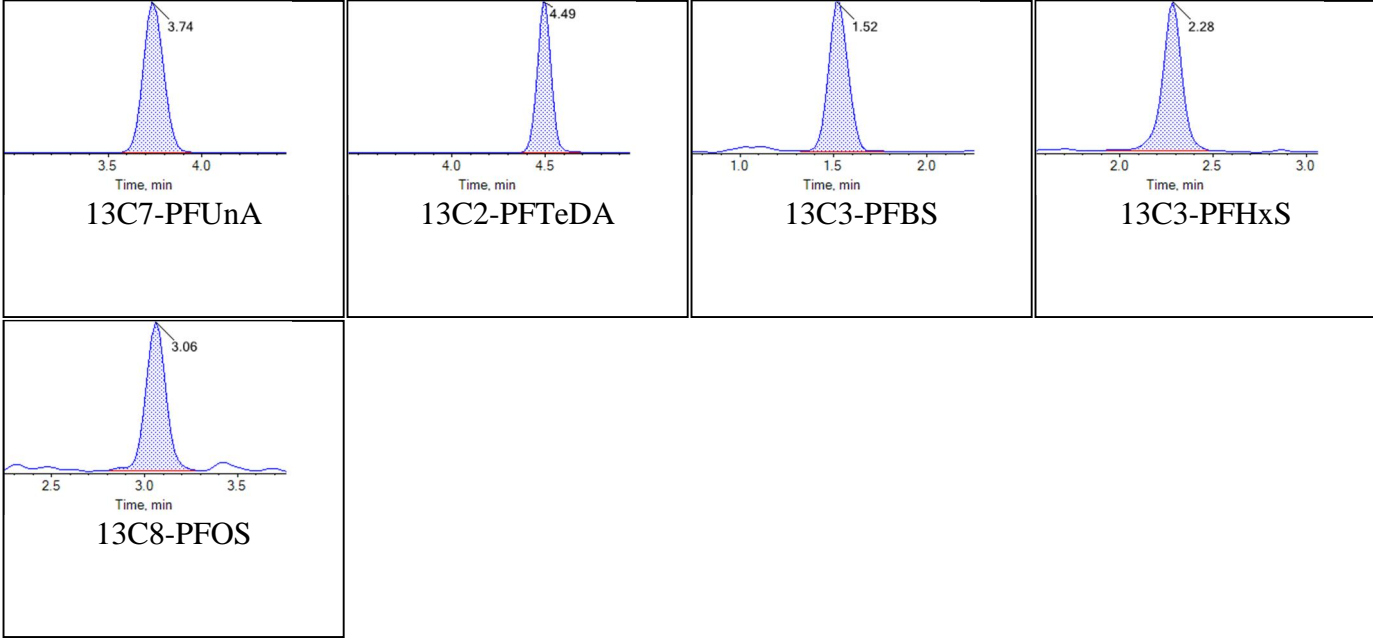 3.74
3.5 4.0
Time, min
13C7-PFUnA
4.49
4.0 4.5
Time, min
13C2-PFTeDA
1.52
1.0 1.5 2.0
Time, min
13C3-PFBS
2.28
2.0 2.5 3.0
Time, min
13C3-PFHxS
3.06
2.5 3.0 3.5
Time, min
13C8-PFOS